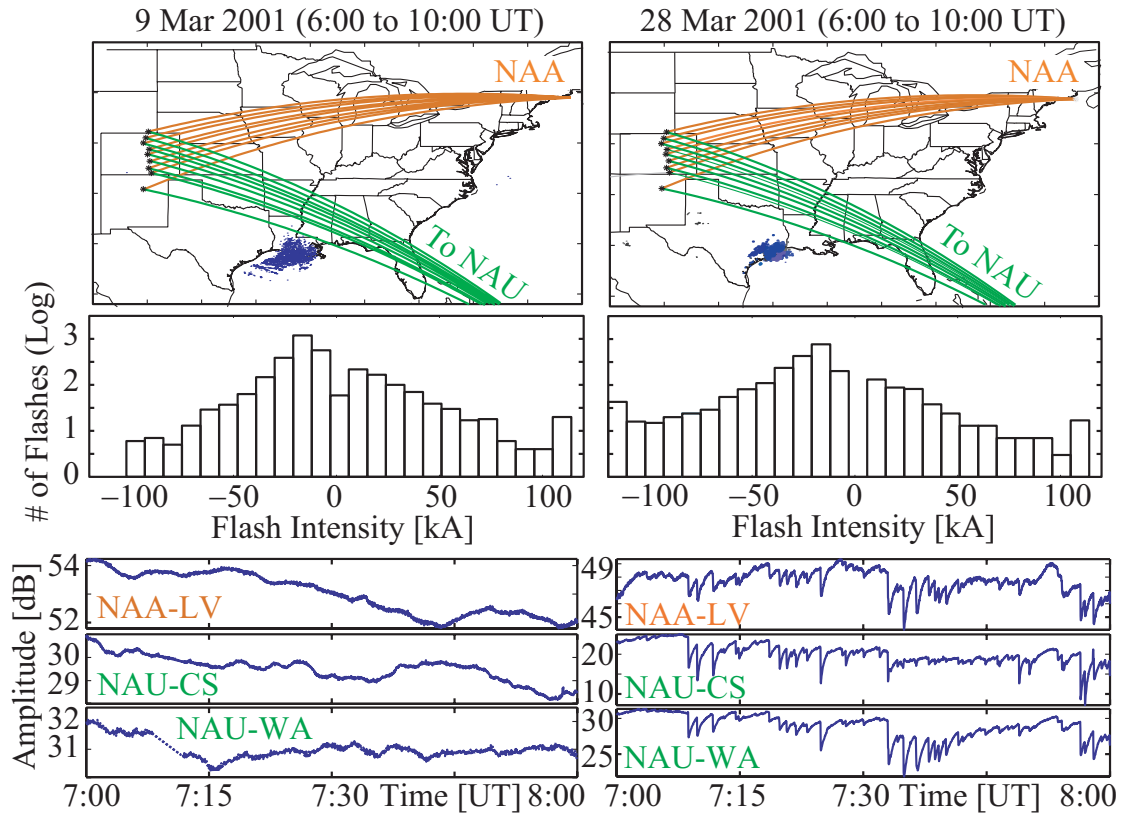 9 Mar 2001 (6:00 to 10:00 UT)
28 Mar 2001 (6:00 to 10:00 UT)
NAA
To NAU
NAA
To NAU
# of Flashes (Log)
3
2
1
0
−100 −50 0 50 100
Flash Intensity [kA]
−100 −50 0 50 100
Flash Intensity [kA]
Amplitude [dB]
54
52
NAA-LV
30
29
NAU-CS
32
31
NAU-WA
7:00 7:15 7:30 Time [UT] 8:00
49
45
NAA-LV
20
10
NAU-CS
30
25
NAU-WA
7:00 7:15 7:30 Time [UT] 8:00